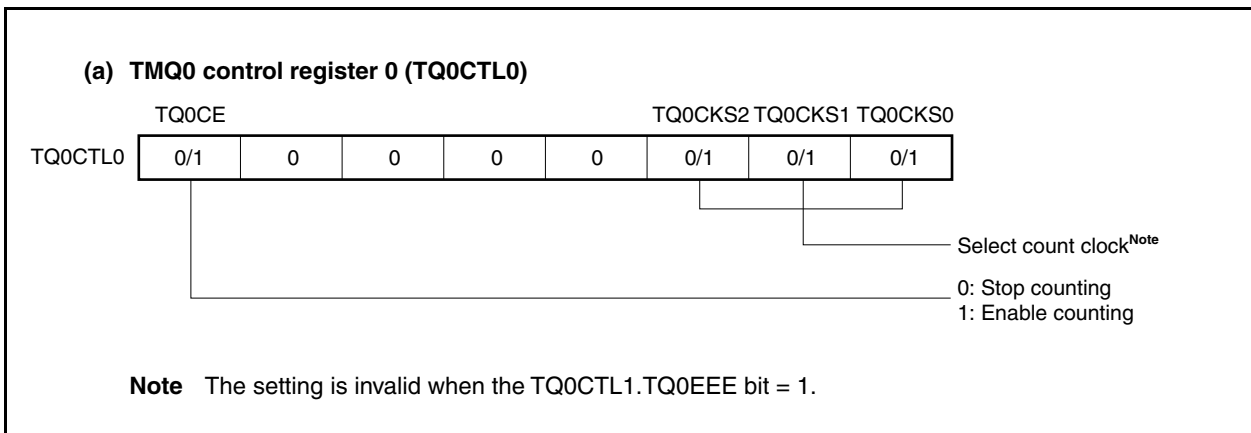 (a) TMQ0 control register 0 (TQ0CTL0)
TQ0CE TQ0CKS2 TQ0CKS1 TQ0CKS0
TQ0CTL0 0/1 0 0 0 0 0/1 0/1 0/1
Select count clockNote
0: Stop counting
1: Enable counting
Note The setting is invalid when the TQ0CTL1.TQ0EEE bit = 1.